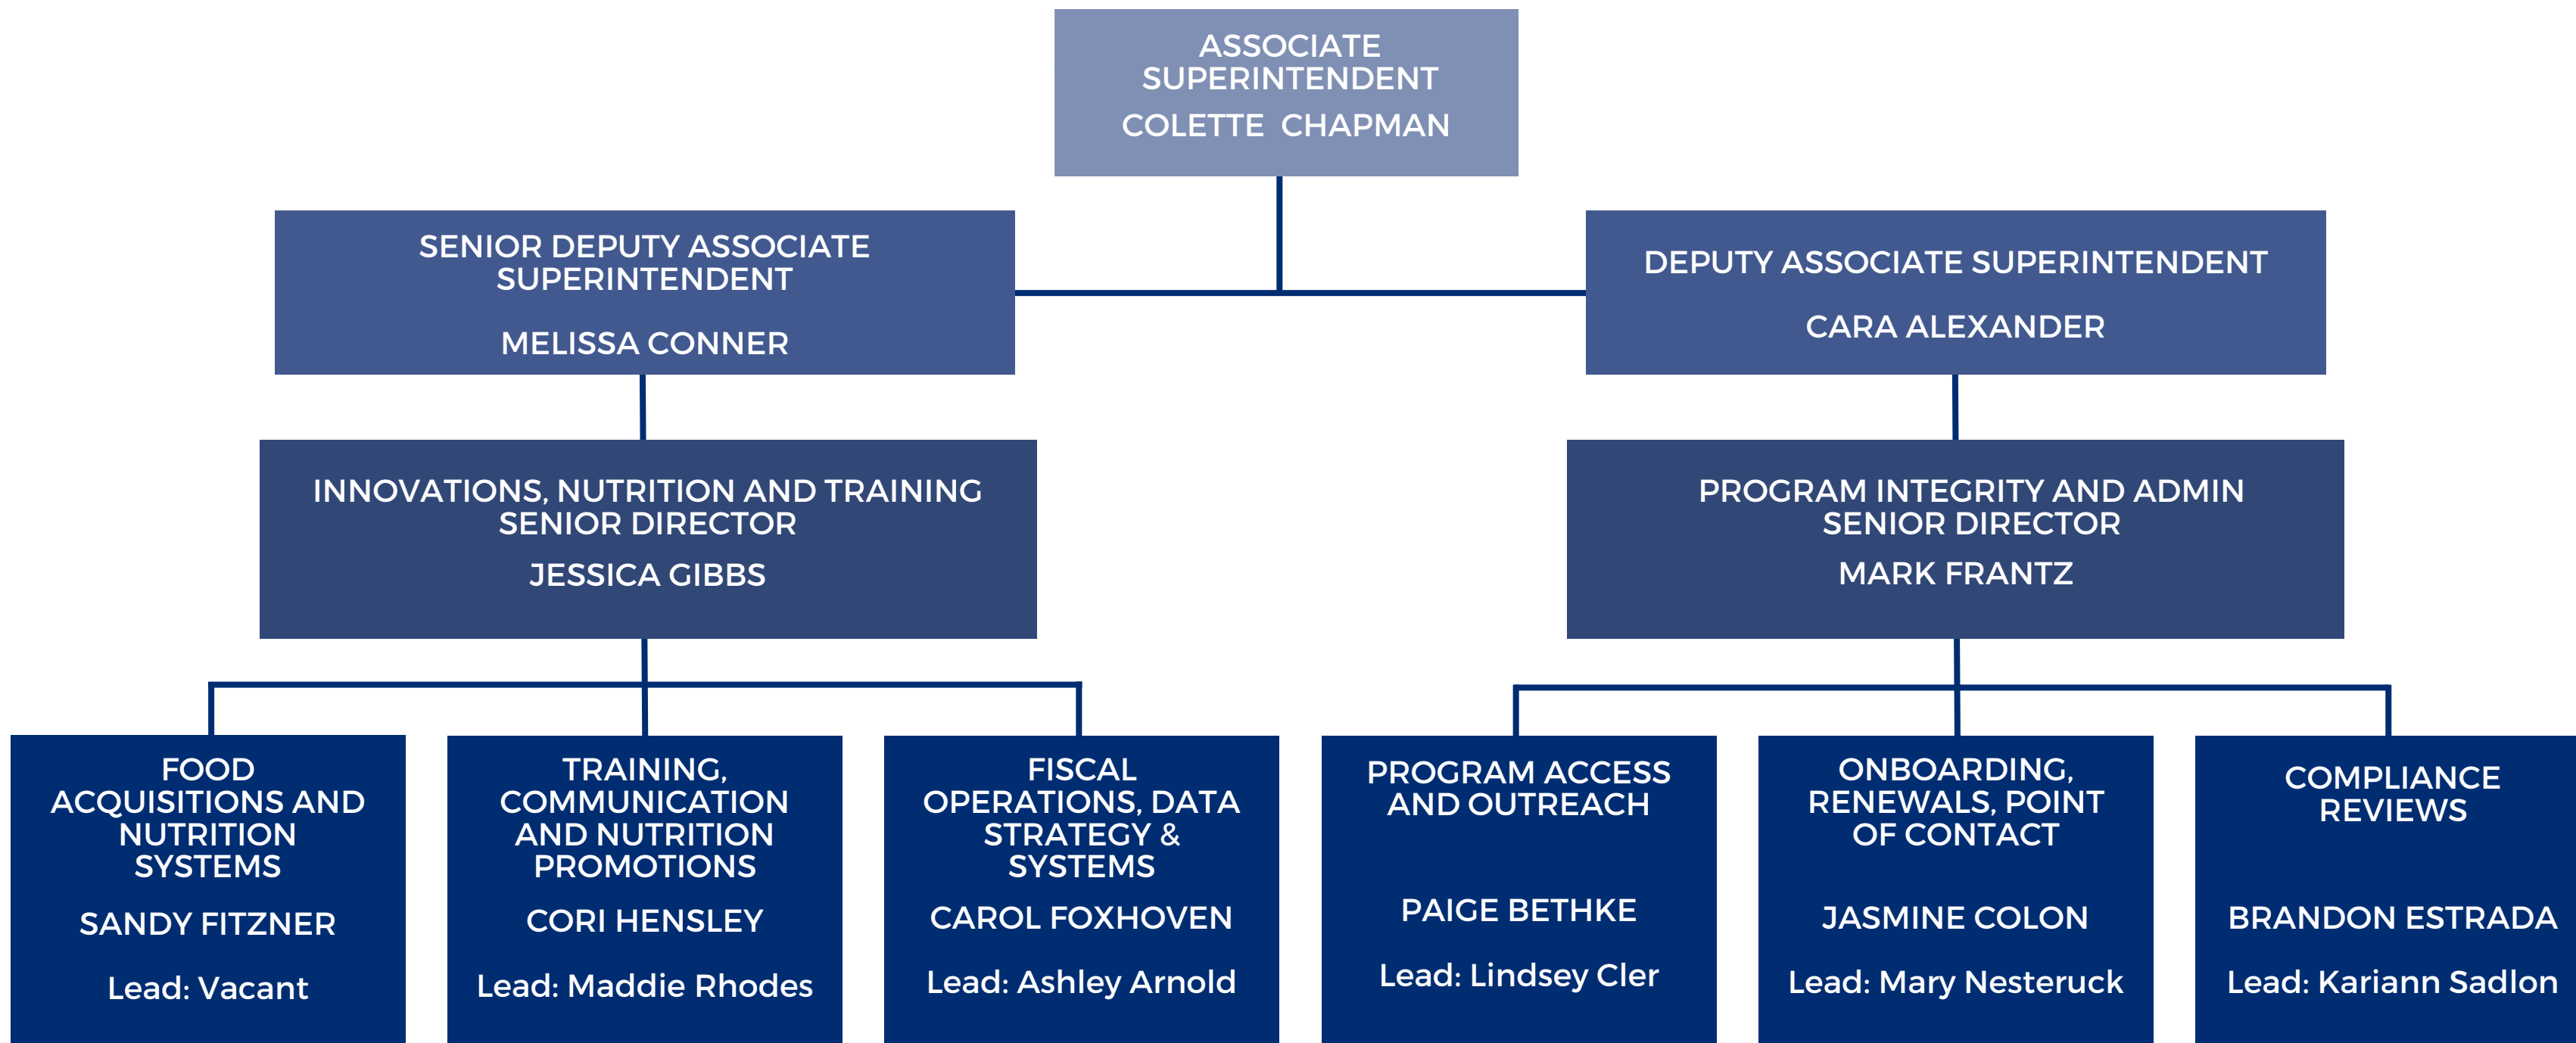 ASSOCIATE
SUPERINTENDENT
COLETTE CHAPMAN
SENIOR DEPUTY ASSOCIATE
SUPERINTENDENT
MELISSA CONNER
DEPUTY ASSOCIATE SUPERINTENDENT
CARA ALEXANDER
INNOVATIONS, NUTRITION AND TRAINING
SENIOR DIRECTOR
JESSICA GIBBS
PROGRAM INTEGRITY AND ADMIN
SENIOR DIRECTOR
MARK FRANTZ
FOOD
ACQUISITIONS AND
NUTRITION
SYSTEMS
SANDY FITZNER
Lead: Vacant
TRAINING,
COMMUNICATION
AND NUTRITION
PROMOTIONS
CORI HENSLEY
Lead: Maddie Rhodes
FISCAL
OPERATIONS, DATA
STRATEGY &
SYSTEMS
CAROL FOXHOVEN
Lead: Ashley Arnold
PROGRAM ACCESS
AND OUTREACH
PAIGE BETHKE
Lead: Lindsey Cler
ONBOARDING,
RENEWALS, POINT
OF CONTACT
JASMINE COLON
Lead: Mary Nesteruck
COMPLIANCE
REVIEWS
BRANDON ESTRADA
Lead: Kariann Sadlon